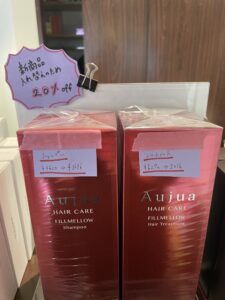 新商品
入れ替えのため
20% off
Aujua
HAIR CARE
FILLMELLOW
Shampoo
Aujua
HAIR CARE
FILLMELLOW
Hair Treatment